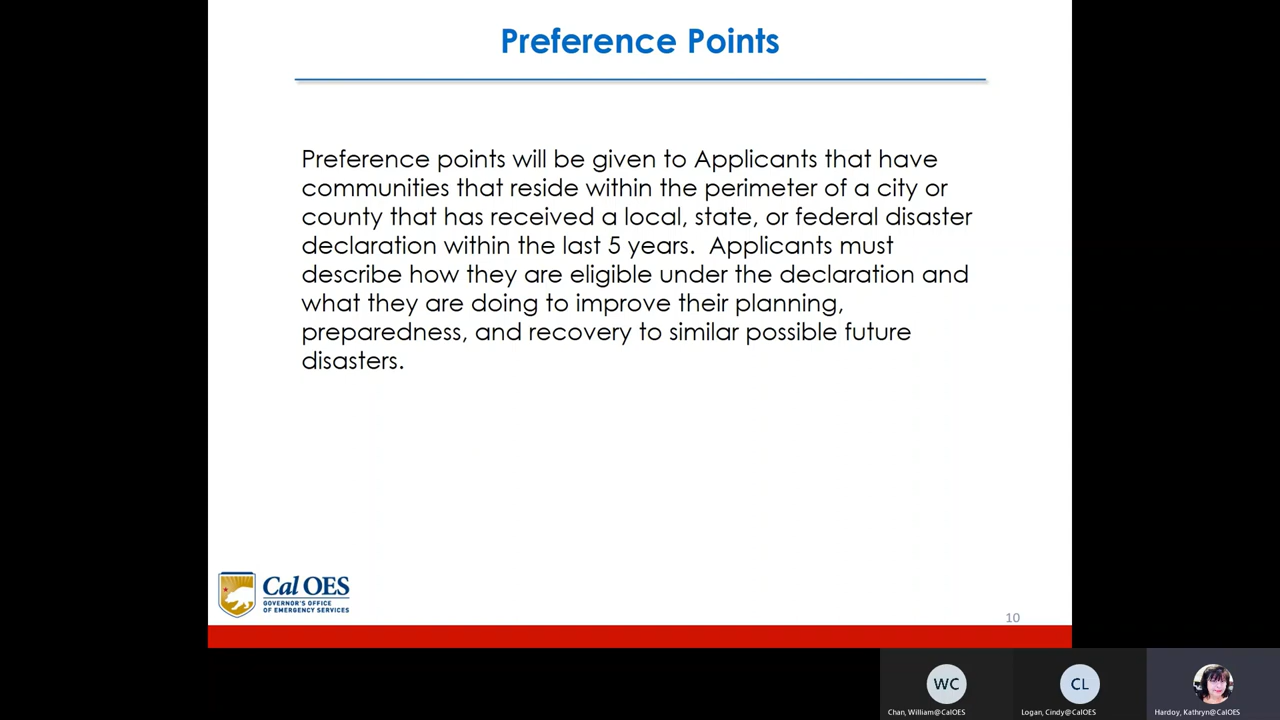 Preference Points
Preference points will be given to Applicants that have
communities that reside within the perimeter of a city or
county that has received a local, state, or federal disaster
declaration within the last 5 years.  Applicants must
describe how they are eligible under the declaration and
what they are doing to improve their planning,
preparedness, and recovery to similar possible future
disasters.
Cal OES
GOVERNOR'S OFFICE
OF EMERGENCY SERVICES
10
WC
CL
Chan, William@CalOES
Logan, Cindy@CalOES
Hardoy, Kathryn@CalOES